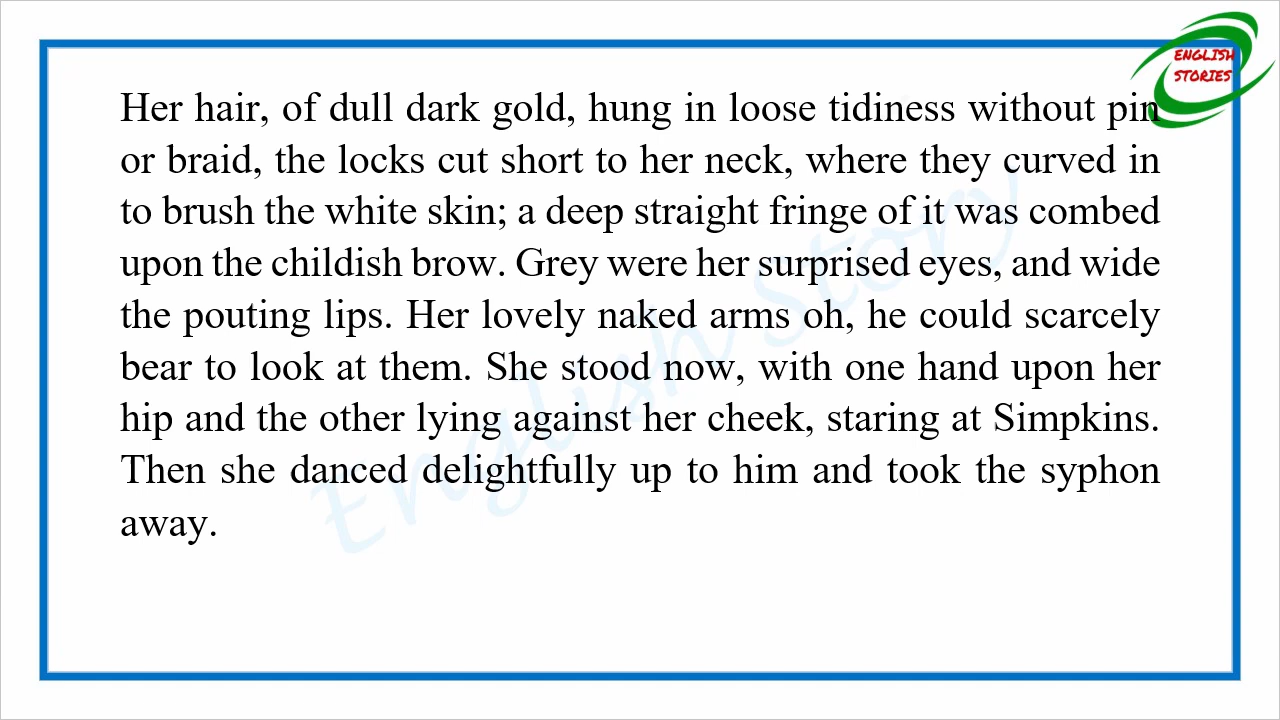 ENGLISH
STORIES
Her hair, of dull dark gold, hung in loose tidiness without pin
or braid, the locks cut short to her neck, where they curved in
to brush the white skin; a deep straight fringe of it was combed
upon the childish brow. Grey were her surprised eyes, and wide
the pouting lips. Her lovely naked arms oh, he could scarcely
bear to look at them. She stood now, with one hand upon her
hip and the other lying against her cheek, staring at Simpkins.
Then she danced delightfully up to him and took the syphon
away.
English Story